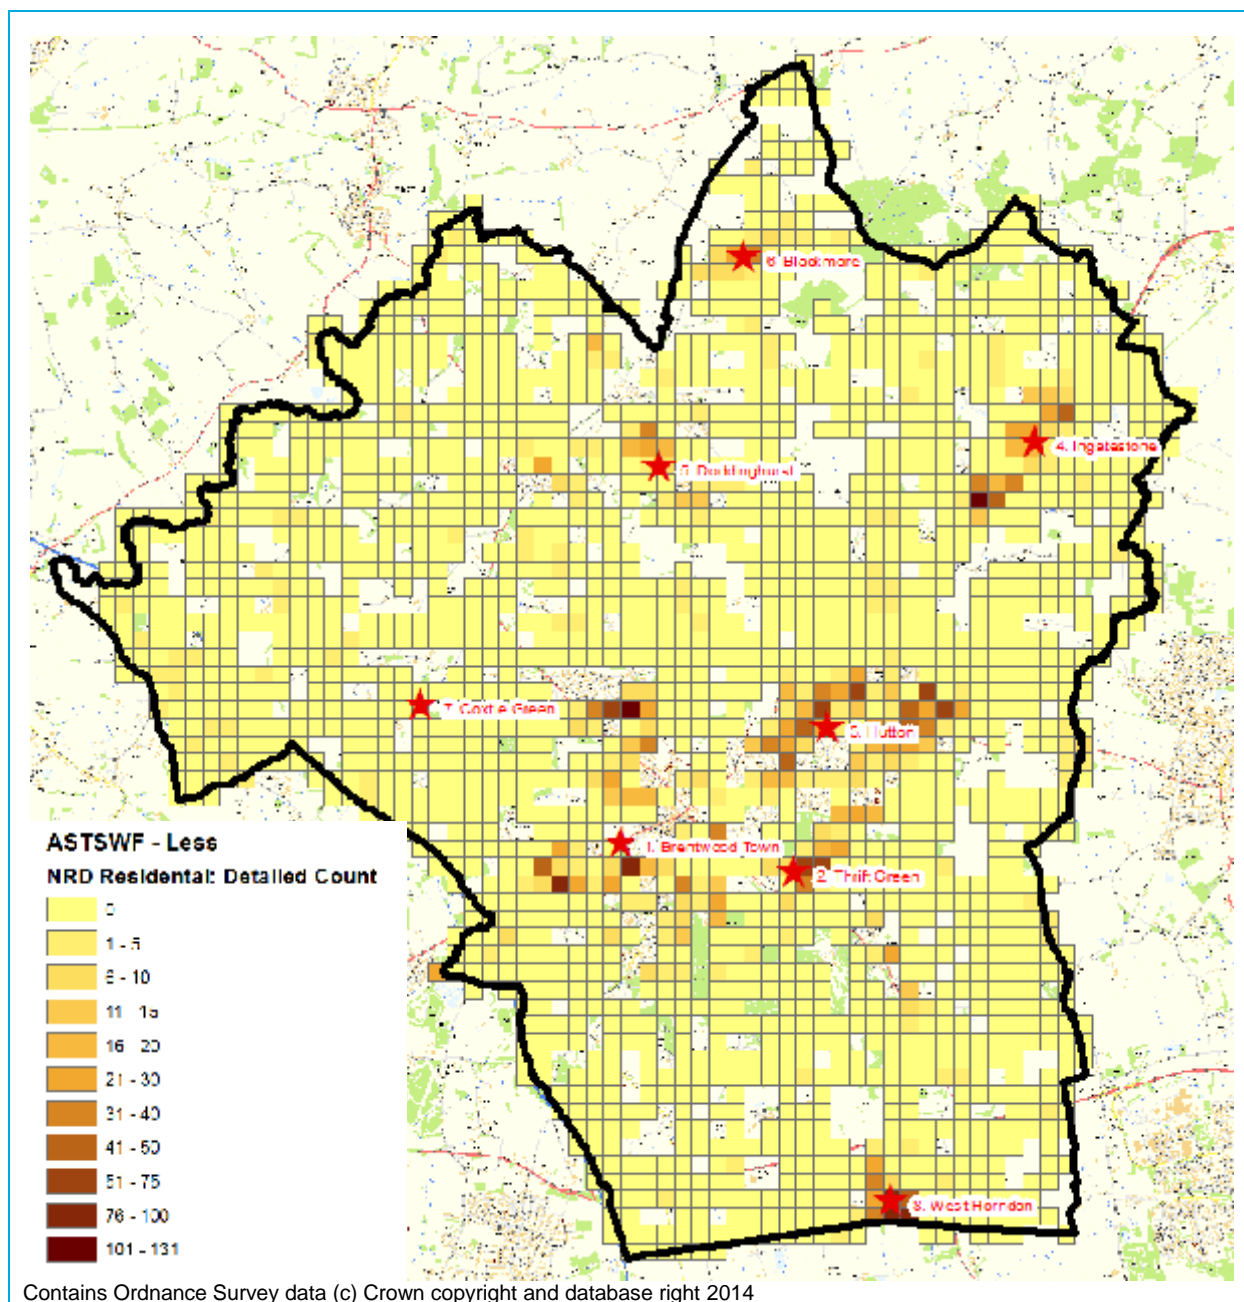 6. Blackmore
4. Ingatestone
5. Doddinghurst
7. Coxtie Green
3. Hutton
1. Brentwood Town
2. Thrift Green
8. West Horndon
ASTSWF - Less
NRD Residental: Detailed Count
0
1 - 5
6 - 10
11 - 15
16 - 20
21 - 30
31 - 40
41 - 50
51 - 75
76 - 100
101 - 131
Contains Ordnance Survey data (c) Crown copyright and database right 2014